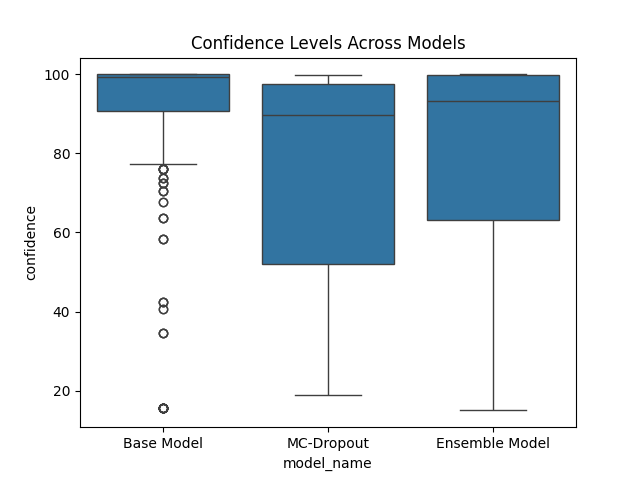 Confidence Levels Across Models
100
80
60
40
20
confidence
Base Model
MC-Dropout
Ensemble Model
model_name